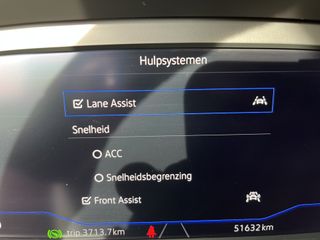 Hulpsystemen
Lane Assist
Snelheid
ACC
Snelheidsbegrenzing
Front Assist
trip 3713.7km
51632 km